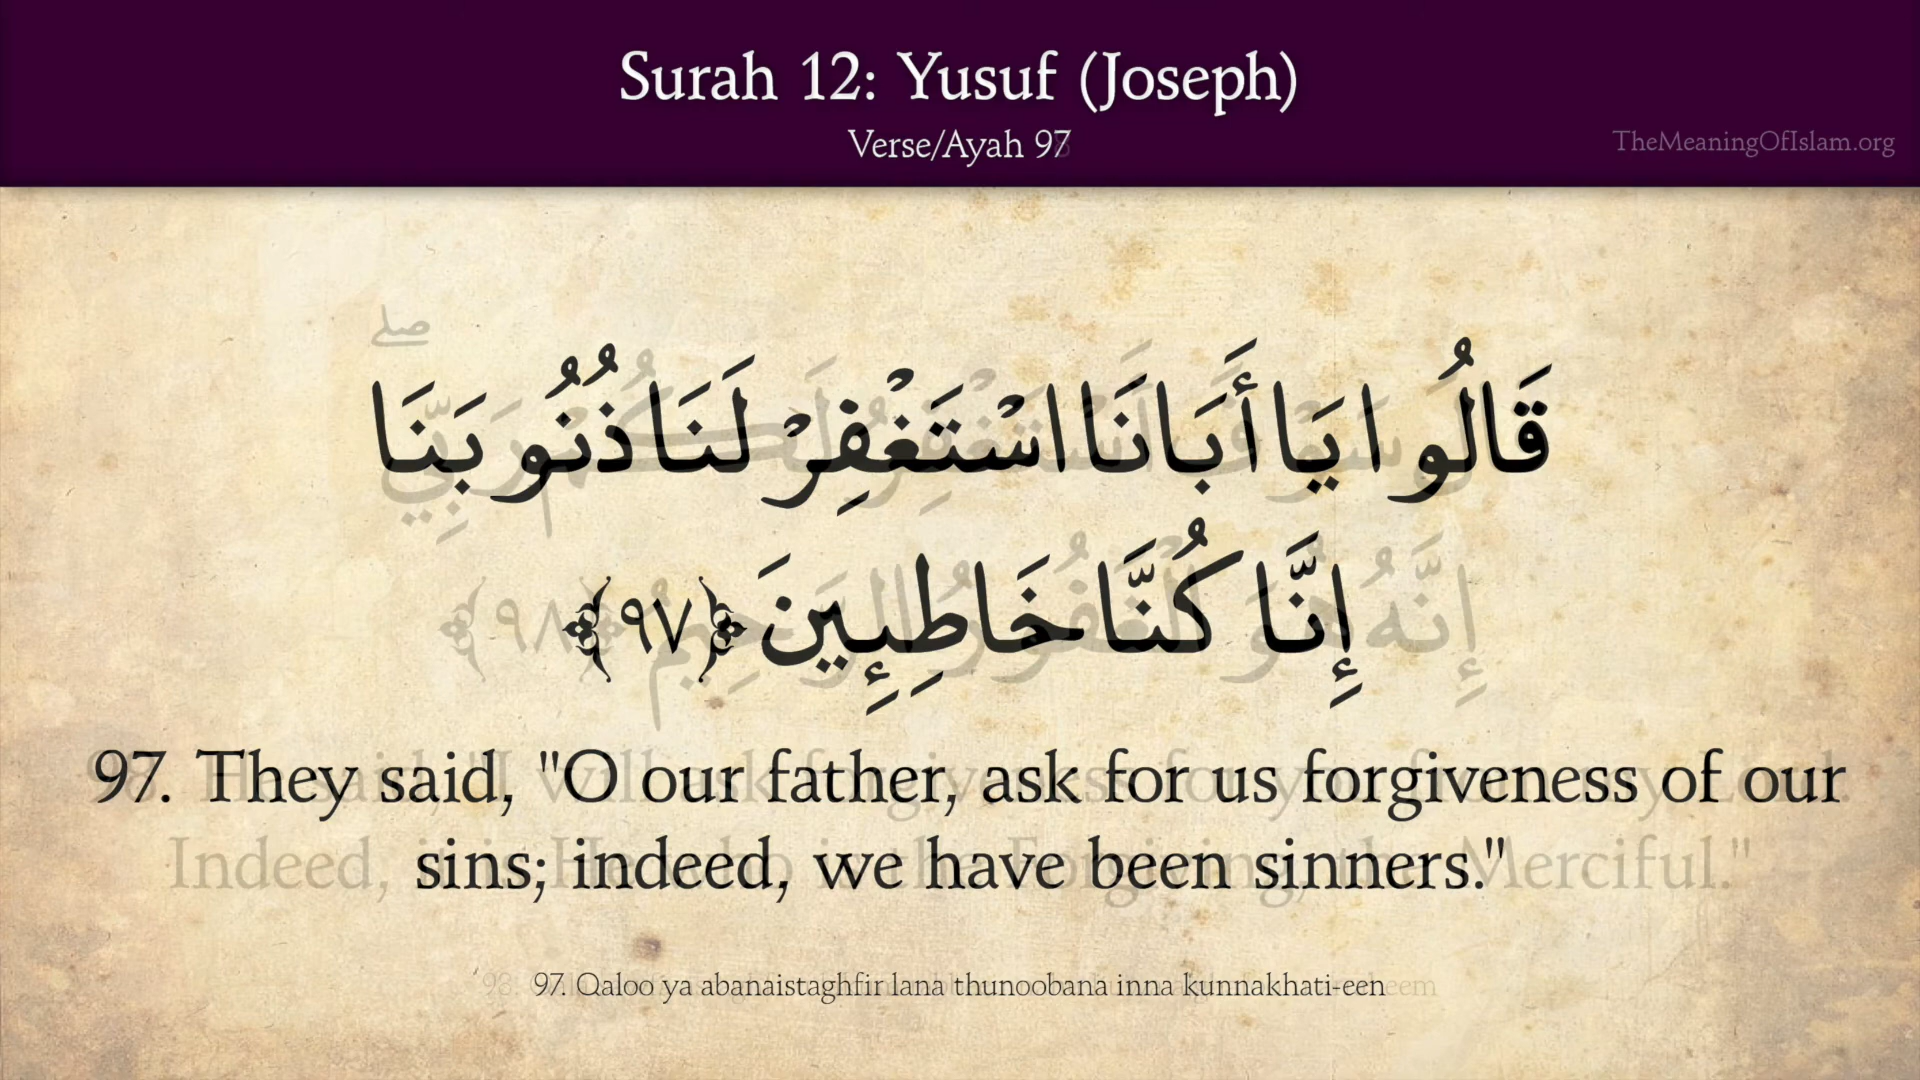 Surah 12: Yusuf (Joseph)
Verse/Ayah 97
TheMeaningOfIslam.org
قَالُوا يَا أَبَانَا اسْتَغْفِرْ لَنَا ذُنُوبَنَا
إِنَّا كُنَّا خَاطِئِينَ ﴿٩٧﴾
97. They said, "O our father, ask for us forgiveness of our
sins; indeed, we have been sinners."
97. Qaloo ya abanaistaghfir lana thunoobana inna kunnakhati-een